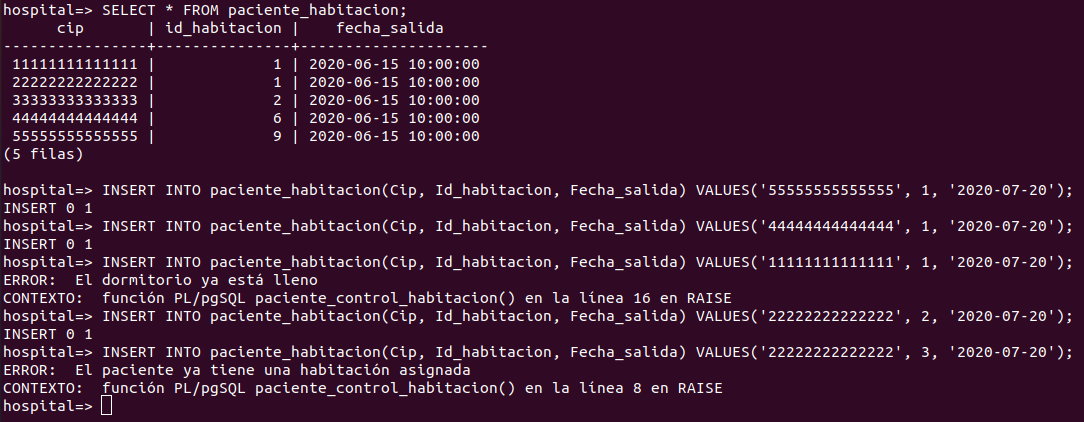 hospital=> SELECT * FROM paciente_habitacion;
      cip       | id_habitacion |    fecha_salida
----------------+---------------+---------------------
 11111111111111 |             1 | 2020-06-15 10:00:00
 22222222222222 |             1 | 2020-06-15 10:00:00
 33333333333333 |             2 | 2020-06-15 10:00:00
 44444444444444 |             6 | 2020-06-15 10:00:00
 55555555555555 |             9 | 2020-06-15 10:00:00
(5 filas)

hospital=> INSERT INTO paciente_habitacion(Cip, Id_habitacion, Fecha_salida) VALUES('55555555555555', 1, '2020-07-20');
INSERT 0 1
hospital=> INSERT INTO paciente_habitacion(Cip, Id_habitacion, Fecha_salida) VALUES('44444444444444', 1, '2020-07-20');
INSERT 0 1
hospital=> INSERT INTO paciente_habitacion(Cip, Id_habitacion, Fecha_salida) VALUES('11111111111111', 1, '2020-07-20');
ERROR:  El dormitorio ya está lleno
CONTEXTO:  función PL/pgSQL paciente_control_habitacion() en la línea 16 en RAISE
hospital=> INSERT INTO paciente_habitacion(Cip, Id_habitacion, Fecha_salida) VALUES('22222222222222', 2, '2020-07-20');
INSERT 0 1
hospital=> INSERT INTO paciente_habitacion(Cip, Id_habitacion, Fecha_salida) VALUES('22222222222222', 3, '2020-07-20');
ERROR:  El paciente ya tiene una habitación asignada
CONTEXTO:  función PL/pgSQL paciente_control_habitacion() en la línea 8 en RAISE
hospital=>